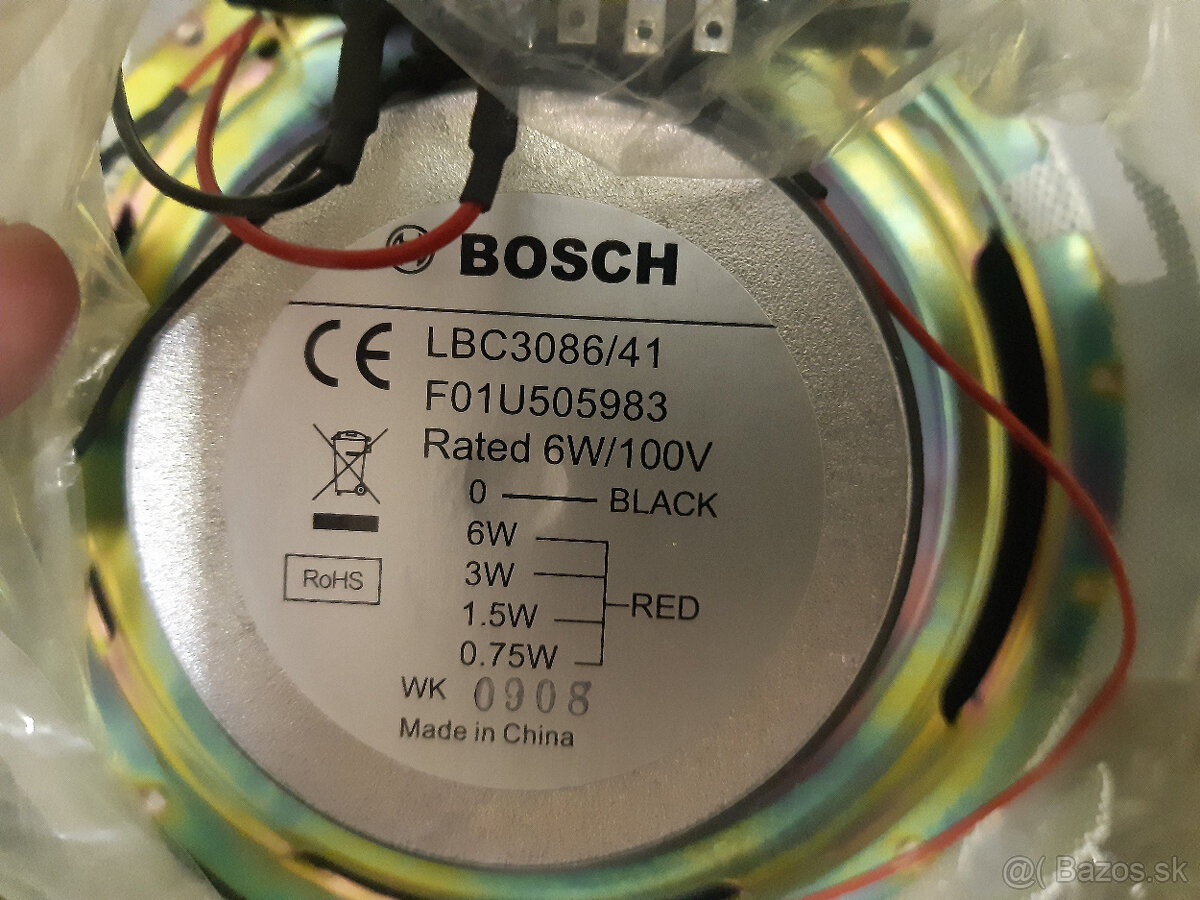 BOSCH
CE
LBC3086/41
F01U505983
Rated 6W/100V
0 BLACK
6W
3W
RED
1.5W
0.75W
RoHS
WK 0908
Made in China
@( Bazos.sk